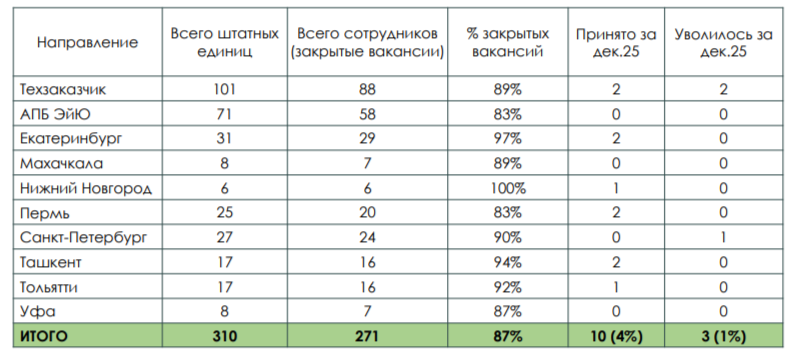 Направление Всего штатных единиц Всего сотрудников (закрытые вакансии) % закрытых вакансий Принято за дек.25 Уволилось за дек.25
Техзаказчик 101 88 89% 2 2
АПБ ЭйЮ 71 58 83% 0 0
Екатеринбург 31 29 97% 2 0
Махачкала 8 7 89% 0 0
Нижний Новгород 6 6 100% 1 0
Пермь 25 20 83% 2 0
Санкт-Петербург 27 24 90% 0 1
Ташкент 17 16 94% 2 0
Тольятти 17 16 92% 1 0
Уфа 8 7 87% 0 0
ИТОГО 310 271 87% 10 (4%) 3 (1%)